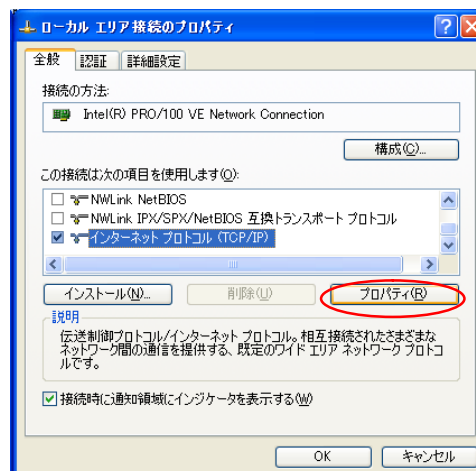 ローカル エリア接続のプロパティ
全般 認証 詳細設定
接続の方法:
Intel(R) PRO/100 VE Network Connection
構成(C)...
この接続は次の項目を使用します(O):
NWLink NetBIOS
NWLink IPX/SPX/NetBIOS 互換トランスポート プロトコル
インターネット プロトコル (TCP/IP)
インストール(N)... 削除(U) プロパティ(R)
説明
伝送制御プロトコル/インターネット プロトコル。相互接続されたさまざまな
ネットワーク間の通信を提供する、既定のワイド エリア ネットワーク プロトコ
ルです。
接続時に通知領域にインジケータを表示する(W)
OK キャンセル